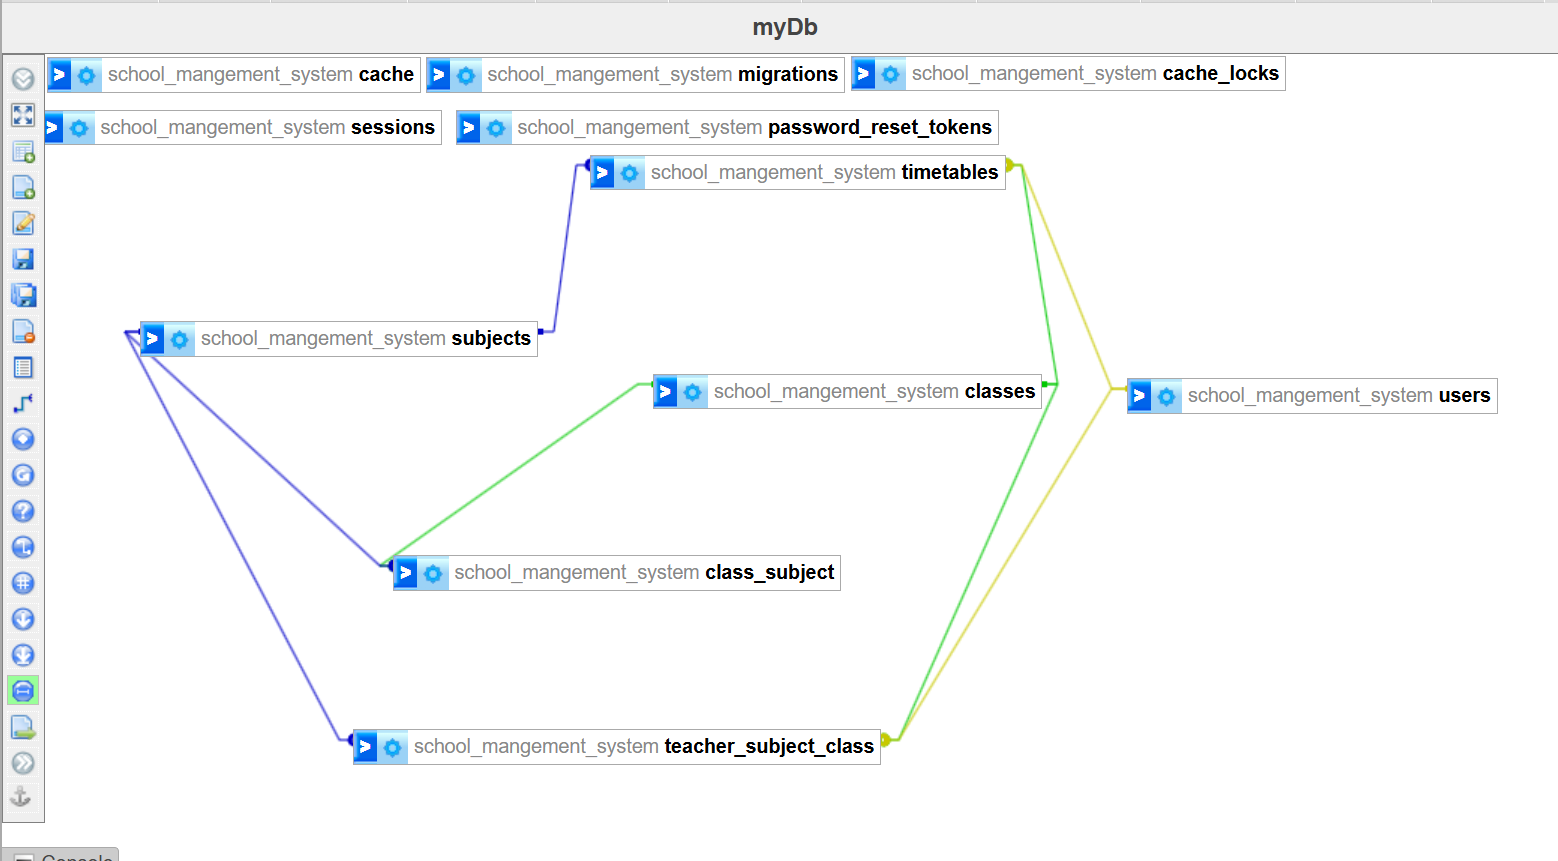 myDb
school_mangement_system cache
school_mangement_system migrations
school_mangement_system cache_locks
school_mangement_system sessions
school_mangement_system password_reset_tokens
school_mangement_system timetables
school_mangement_system subjects
school_mangement_system classes
school_mangement_system users
school_mangement_system class_subject
school_mangement_system teacher_subject_class
Console